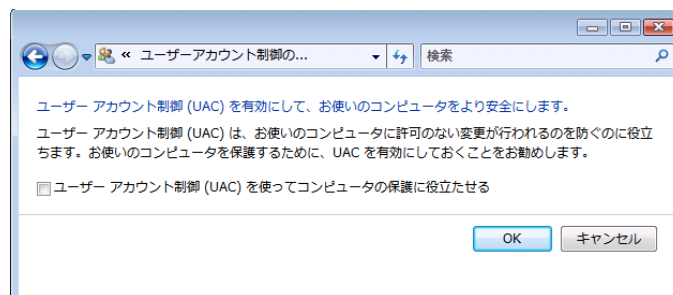 « ユーザーアカウント制御の...
検索
ユーザー アカウント制御 (UAC) を有効にして、お使いのコンピュータをより安全にします。
ユーザー アカウント制御 (UAC) は、お使いのコンピュータに許可のない変更が行われるのを防ぐのに役立
ちます。お使いのコンピュータを保護するために、UAC を有効にしておくことをお勧めします。
ユーザー アカウント制御 (UAC) を使ってコンピュータの保護に役立たせる
OK
キャンセル